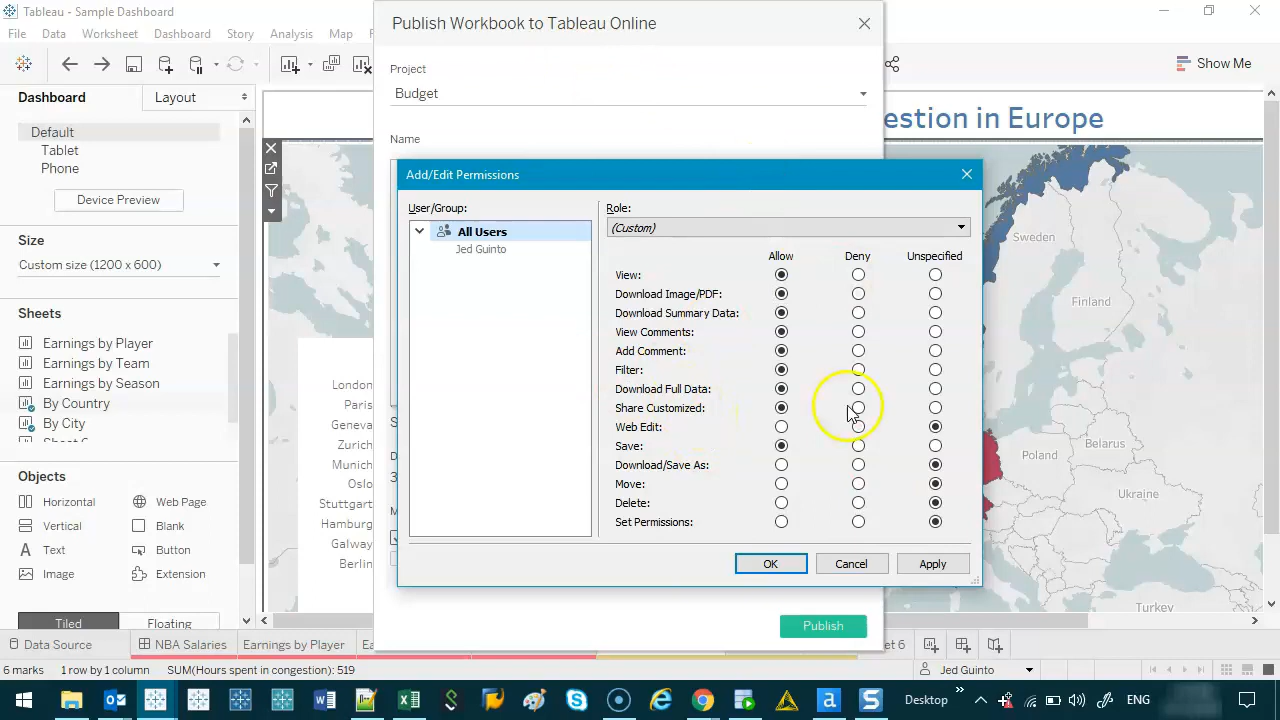 Tableau - Sample Dashboard
File Data Worksheet Dashboard Story Analysis Map
Show Me
Dashboard Layout
Default
Tablet
Phone
Device Preview
Size
Custom size (1200 x 600)
Sheets
Earnings by Player
Earnings by Team
Earnings by Season
By Country
By City
Objects
Horizontal Web Page
Vertical Blank
Text Button
Image Extension
Tiled Floating
London
Paris
Geneva
Zurich
Munich
Oslo
Stuttgart
Hamburg
Galway
Berlin
Publish Workbook to Tableau Online
Project
Budget
Name
Publish
Add/Edit Permissions
User/Group:
All Users
Jed Guinto
Role:
(Custom)
Allow Deny Unspecified
View:
Download Image/PDF:
Download Summary Data:
View Comments:
Add Comment:
Filter:
Download Full Data:
Share Customized:
Web Edit:
Save:
Download/Save As:
Move:
Delete:
Set Permissions:
OK Cancel Apply
estion in Europe
Sweden
Finland
Belarus
Poland
Ukraine
Turkey
Data Source NBA Salaries Earnings by Player Ea et 6
6 marks 1 row by 1 column SUM(Hours spent in congestion): 519 Jed Guinto
Desktop ENG